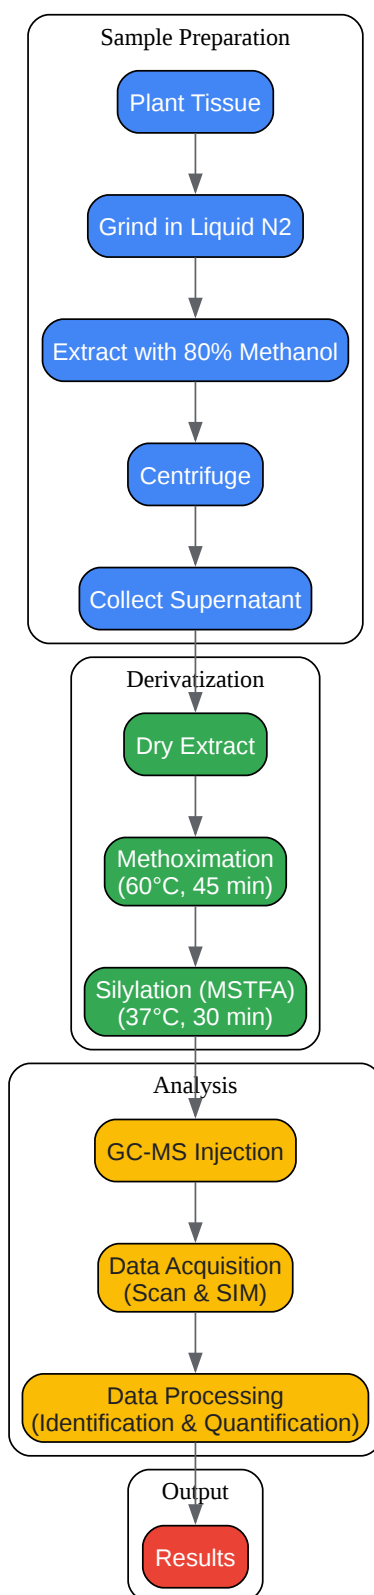 Sample Preparation
Plant Tissue
Grind in Liquid N2
Extract with 80% Methanol
Centrifuge
Collect Supernatant
Derivatization
Dry Extract
Methoximation
(60°C, 45 min)
Silylation (MSTFA)
(37°C, 30 min)
Analysis
GC-MS Injection
Data Acquisition
(Scan & SIM)
Data Processing
(Identification & Quantification)
Output
Results